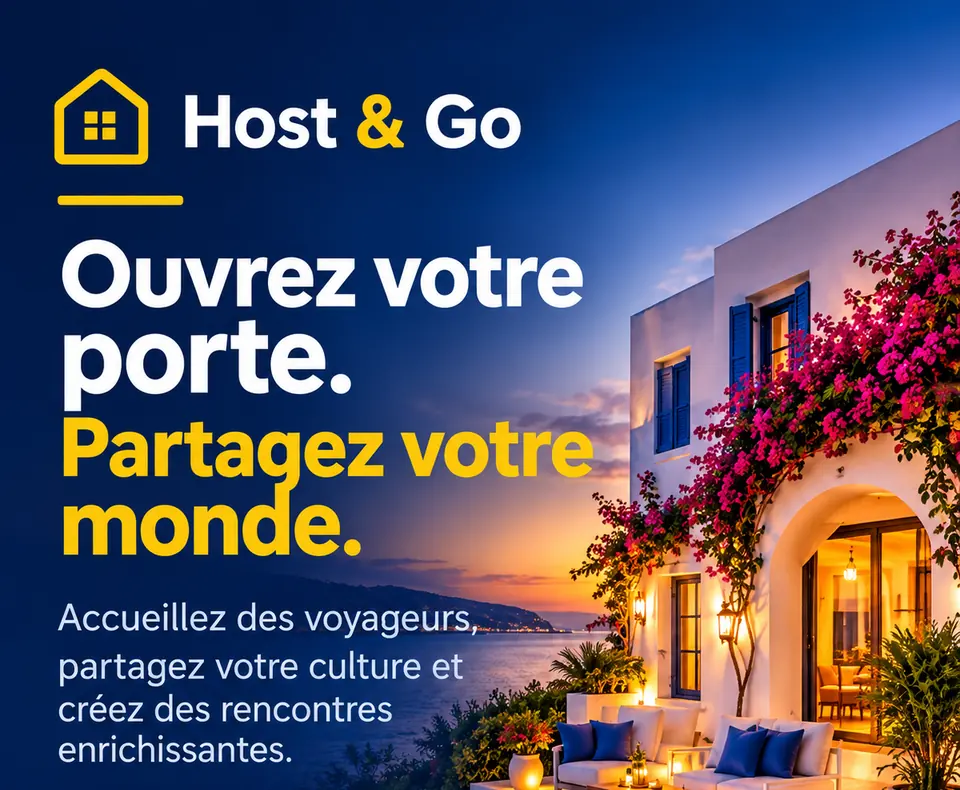 Host & Go
Ouvrez votre
porte.
Partagez votre
monde.
Accueillez des voyageurs,
partagez votre culture et
créez des rencontres
enrichissantes.